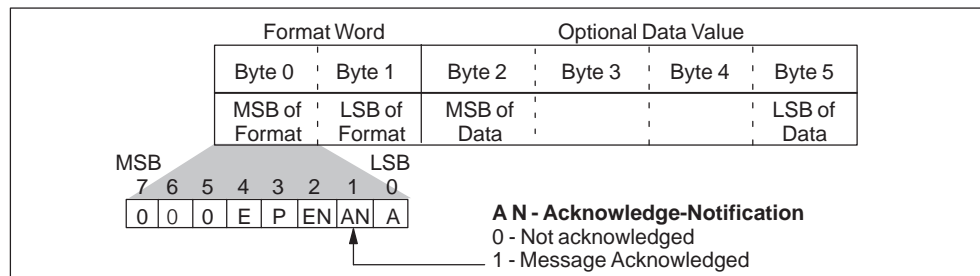 Format Word Optional Data Value
Byte 0 Byte 1 Byte 2 Byte 3 Byte 4 Byte 5
MSB of LSB of MSB of LSB of
Format Format Data Data
MSB LSB
7 6 5 4 3 2 1 0
0 0 0 E P EN AN A
A N - Acknowledge-Notification
0 - Not acknowledged
1 - Message Acknowledged